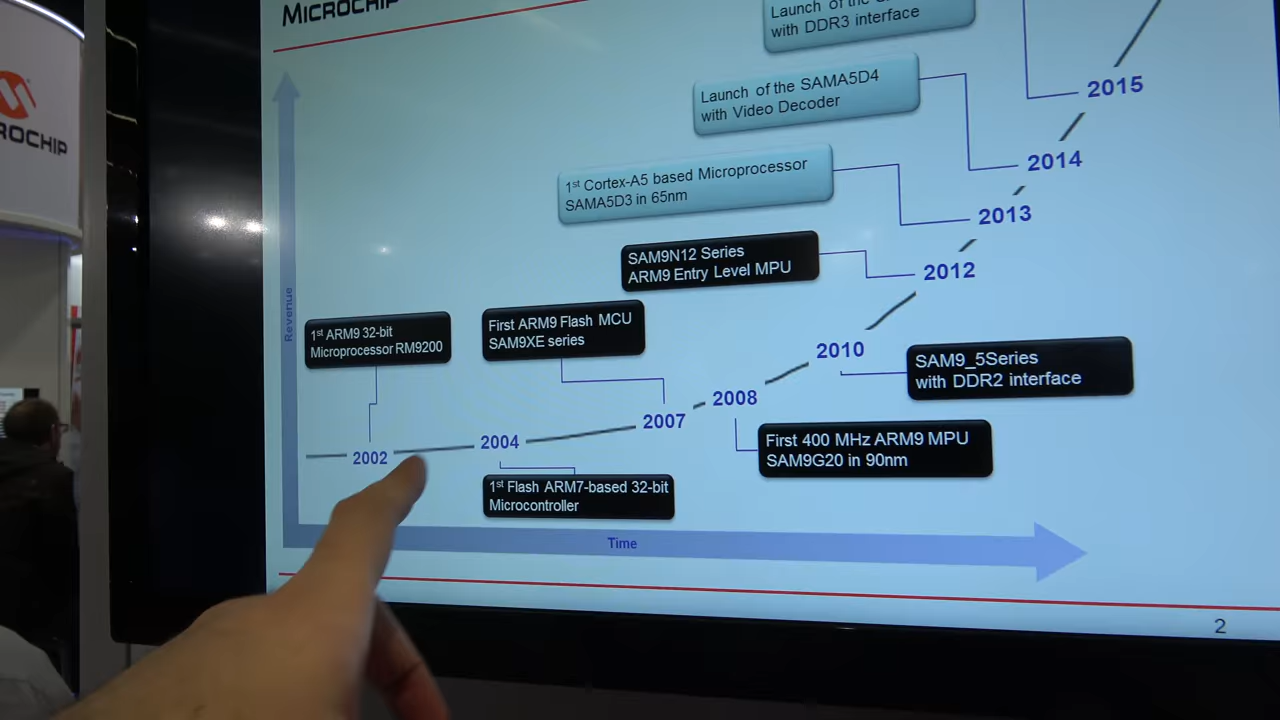 MICROCHIP
ROCHIP
Launch of the
with DDR3 interface
Launch of the SAMA5D4
with Video Decoder
2015
2014
1st Cortex-A5 based Microprocessor
SAMA5D3 in 65nm
2013
SAM9N12 Series
ARM9 Entry Level MPU
2012
Revenue
1st ARM9 32-bit
Microprocessor RM9200
First ARM9 Flash MCU
SAM9XE series
2010
SAM9_5Series
with DDR2 interface
2008
2007
2004
2002
First 400 MHz ARM9 MPU
SAM9G20 in 90nm
1st Flash ARM7-based 32-bit
Microcontroller
Time
2